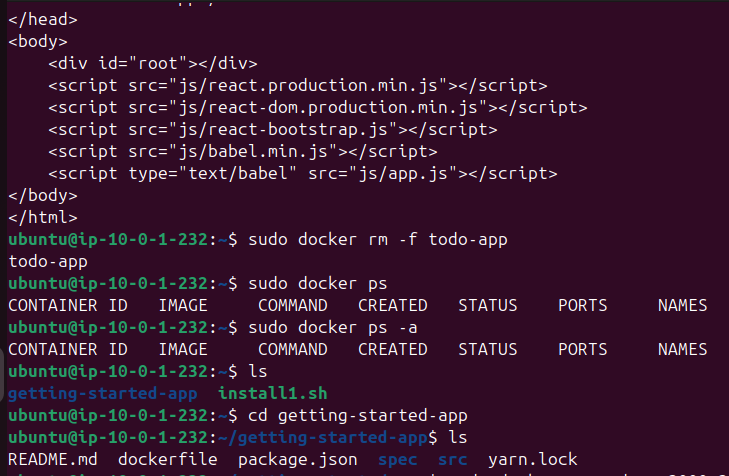 </head>
<body>
    <div id="root"></div>
    <script src="js/react.production.min.js"></script>
    <script src="js/react-dom.production.min.js"></script>
    <script src="js/react-bootstrap.js"></script>
    <script src="js/babel.min.js"></script>
    <script type="text/babel" src="js/app.js"></script>
</body>
</html>
ubuntu@ip-10-0-1-232:~$ sudo docker rm -f todo-app
todo-app
ubuntu@ip-10-0-1-232:~$ sudo docker ps
CONTAINER ID   IMAGE     COMMAND   CREATED   STATUS    PORTS     NAMES
ubuntu@ip-10-0-1-232:~$ sudo docker ps -a
CONTAINER ID   IMAGE     COMMAND   CREATED   STATUS    PORTS     NAMES
ubuntu@ip-10-0-1-232:~$ ls
getting-started-app  install1.sh
ubuntu@ip-10-0-1-232:~$ cd getting-started-app
ubuntu@ip-10-0-1-232:~/getting-started-app$ ls
README.md  dockerfile  package.json  spec  src  yarn.lock